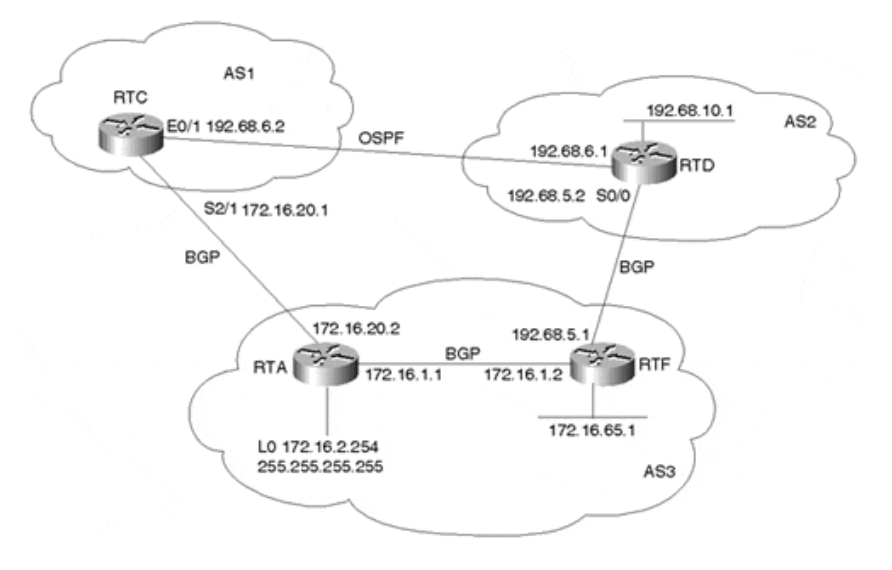 AS1
RTC
E0/1 192.68.6.2
OSPF
192.68.10.1
AS2
192.68.6.1
RTD
192.68.5.2 S0/0
S2/1 172.16.20.1
BGP
BGP
172.16.20.2
192.68.5.1
RTA
BGP
RTF
172.16.1.1
172.16.1.2
172.16.65.1
L0 172.16.2.254
255.255.255.255
AS3